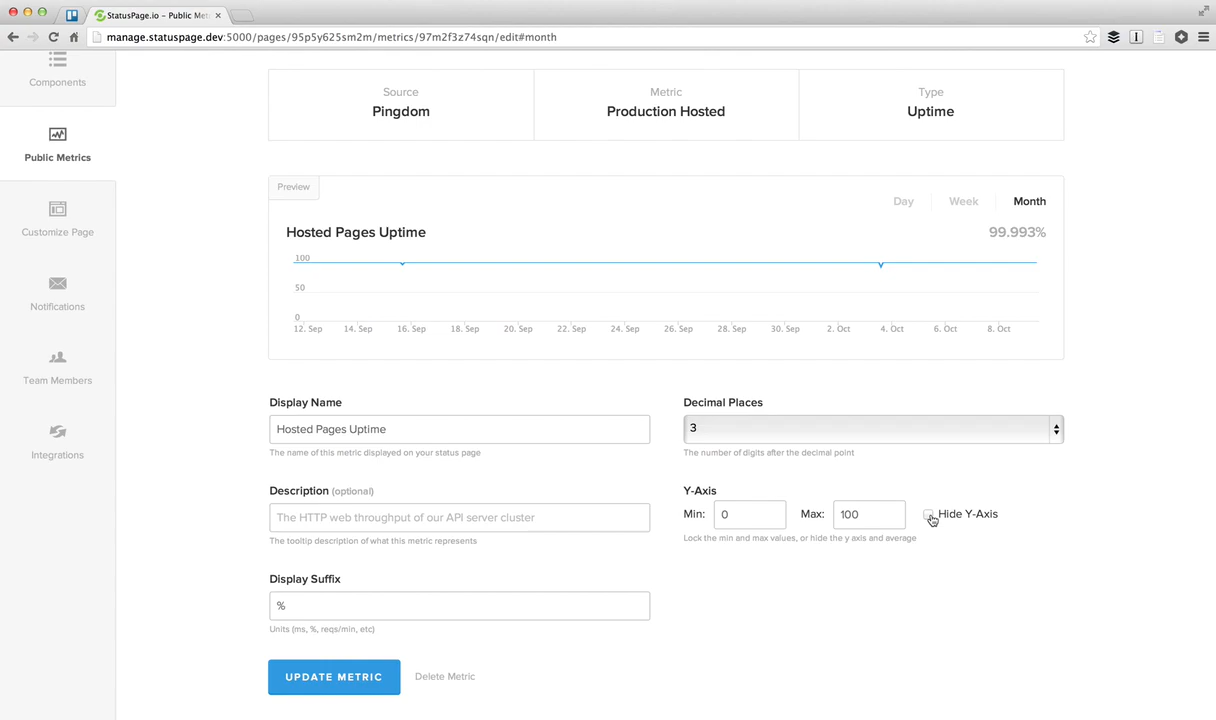 StatusPage.io – Public Met
manage.statuspage.dev:5000/pages/95p5y625sm2m/metrics/97m2f3z74sqn/edit#month
Components
Public Metrics
Customize Page
Notifications
Team Members
Integrations
Source
Pingdom
Metric
Production Hosted
Type
Uptime
Preview
Day
Week
Month
Hosted Pages Uptime
99.993%
100
50
0
12. Sep 14. Sep 16. Sep 18. Sep 20. Sep 22. Sep 24. Sep 26. Sep 28. Sep 30. Sep 2. Oct 4. Oct 6. Oct 8. Oct
Display Name
Hosted Pages Uptime
The name of this metric displayed on your status page
Description (optional)
The HTTP web throughput of our API server cluster
The tooltip description of what this metric represents
Display Suffix
%
Units (ms, %, reqs/min, etc)
Decimal Places
3
The number of digits after the decimal point
Y-Axis
Min: 0 Max: 100 Hide Y-Axis
Lock the min and max values, or hide the y axis and average
UPDATE METRIC
Delete Metric